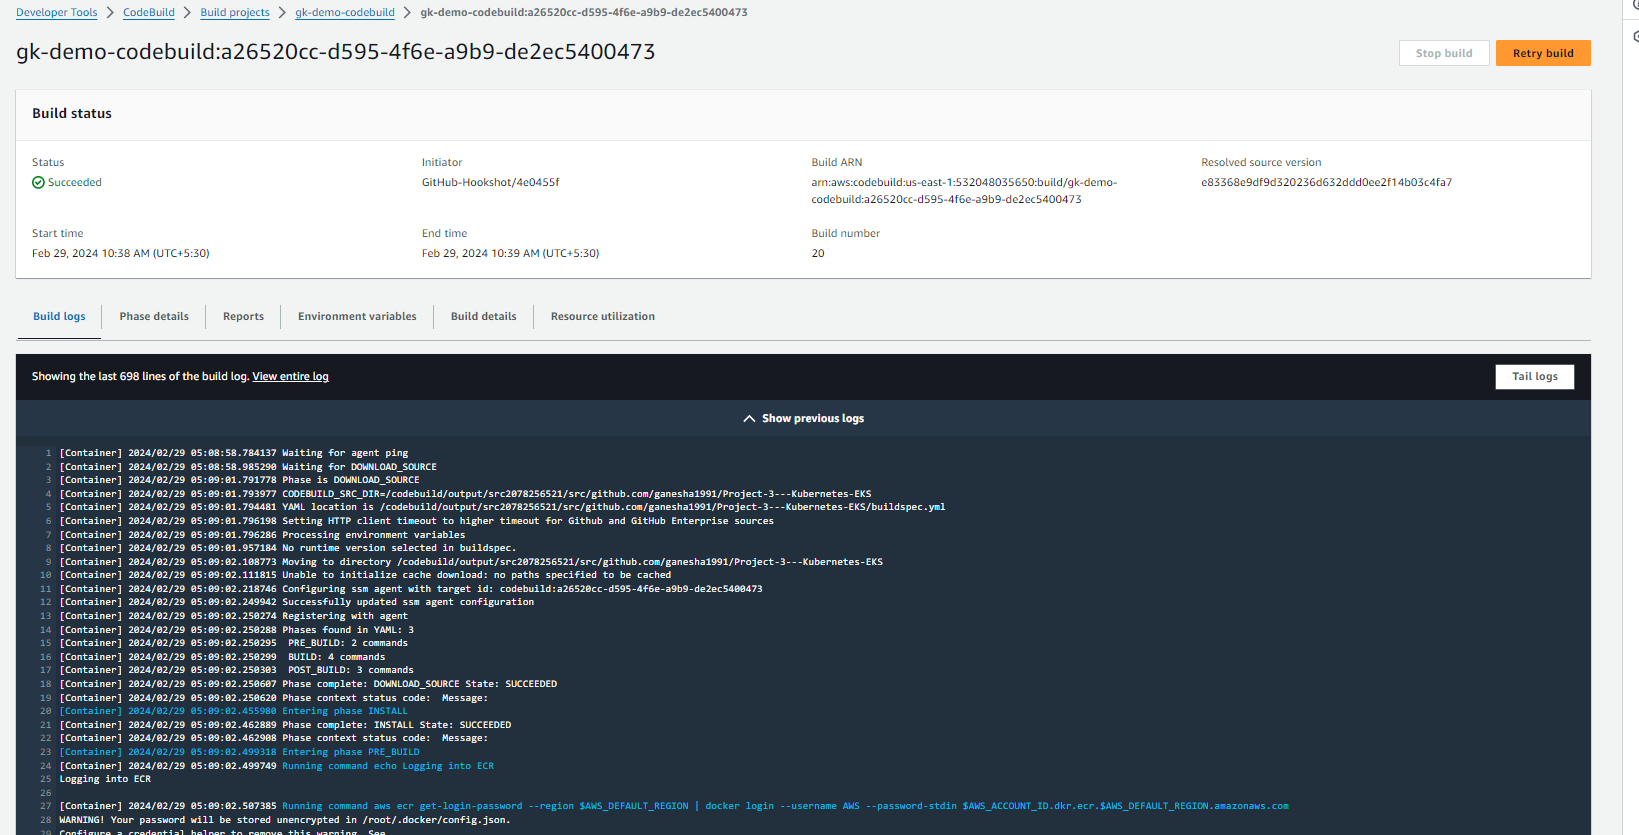 Developer Tools > CodeBuild > Build projects > gk-demo-codebuild > gk-demo-codebuild:a26520cc-d595-4f6e-a9b9-de2ec5400473
gk-demo-codebuild:a26520cc-d595-4f6e-a9b9-de2ec5400473
Stop build
Retry build
Build status
Status
Initiator
Build ARN
Resolved source version
Succeeded
GitHub-Hookshot/4e0455f
arn:aws:codebuild:us-east-1:532048035650:build/gk-demo-
codebuild:a26520cc-d595-4f6e-a9b9-de2ec5400473
e83368e9df9d320236d632ddd0ee2f14b03c4fa7
Start time
End time
Build number
Feb 29, 2024 10:38 AM (UTC+5:30)
Feb 29, 2024 10:39 AM (UTC+5:30)
20
Build logs
Phase details
Reports
Environment variables
Build details
Resource utilization
Showing the last 698 lines of the build log. View entire log
Tail logs
Show previous logs
1 [Container] 2024/02/29 05:08:58.784137 Waiting for agent ping
2 [Container] 2024/02/29 05:08:58.985290 Waiting for DOWNLOAD_SOURCE
3 [Container] 2024/02/29 05:09:01.791778 Phase is DOWNLOAD_SOURCE
4 [Container] 2024/02/29 05:09:01.793977 CODEBUILD_SRC_DIR=/codebuild/output/src2078256521/src/github.com/ganesha1991/Project-3---Kubernetes-EKS
5 [Container] 2024/02/29 05:09:01.794481 YAML location is /codebuild/output/src2078256521/src/github.com/ganesha1991/Project-3---Kubernetes-EKS/buildspec.yml
6 [Container] 2024/02/29 05:09:01.796198 Setting HTTP client timeout to higher timeout for Github and GitHub Enterprise sources
7 [Container] 2024/02/29 05:09:01.796286 Processing environment variables
8 [Container] 2024/02/29 05:09:01.957184 No runtime version selected in buildspec.
9 [Container] 2024/02/29 05:09:02.108773 Moving to directory /codebuild/output/src2078256521/src/github.com/ganesha1991/Project-3---Kubernetes-EKS
10 [Container] 2024/02/29 05:09:02.111815 Unable to initialize cache download: no paths specified to be cached
11 [Container] 2024/02/29 05:09:02.218746 Configuring ssm agent with target id: codebuild:a26520cc-d595-4f6e-a9b9-de2ec5400473
12 [Container] 2024/02/29 05:09:02.249942 Successfully updated ssm agent configuration
13 [Container] 2024/02/29 05:09:02.250274 Registering with agent
14 [Container] 2024/02/29 05:09:02.250288 Phases found in YAML: 3
15 [Container] 2024/02/29 05:09:02.250295  PRE_BUILD: 2 commands
16 [Container] 2024/02/29 05:09:02.250299  BUILD: 4 commands
17 [Container] 2024/02/29 05:09:02.250303  POST_BUILD: 3 commands
18 [Container] 2024/02/29 05:09:02.250607 Phase complete: DOWNLOAD_SOURCE State: SUCCEEDED
19 [Container] 2024/02/29 05:09:02.250620 Phase context status code:  Message:
20 [Container] 2024/02/29 05:09:02.455980 Entering phase INSTALL
21 [Container] 2024/02/29 05:09:02.462889 Phase complete: INSTALL State: SUCCEEDED
22 [Container] 2024/02/29 05:09:02.462908 Phase context status code:  Message:
23 [Container] 2024/02/29 05:09:02.499318 Entering phase PRE_BUILD
24 [Container] 2024/02/29 05:09:02.499749 Running command echo Logging into ECR
25 Logging into ECR
26
27 [Container] 2024/02/29 05:09:02.507385 Running command aws ecr get-login-password --region $AWS_DEFAULT_REGION | docker login --username AWS --password-stdin $AWS_ACCOUNT_ID.dkr.ecr.$AWS_DEFAULT_REGION.amazonaws.com
28 WARNING! Your password will be stored unencrypted in /root/.docker/config.json.
29 Configure a credential helper to remove this warning. See